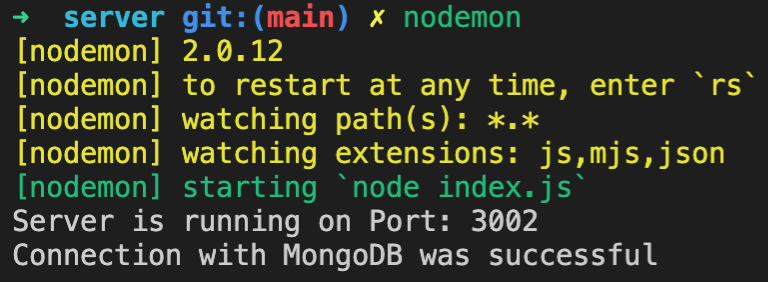 ➜  server git:(main) ✗ nodemon
[nodemon] 2.0.12
[nodemon] to restart at any time, enter `rs`
[nodemon] watching path(s): *.*
[nodemon] watching extensions: js,mjs,json
[nodemon] starting `node index.js`
Server is running on Port: 3002
Connection with MongoDB was successful